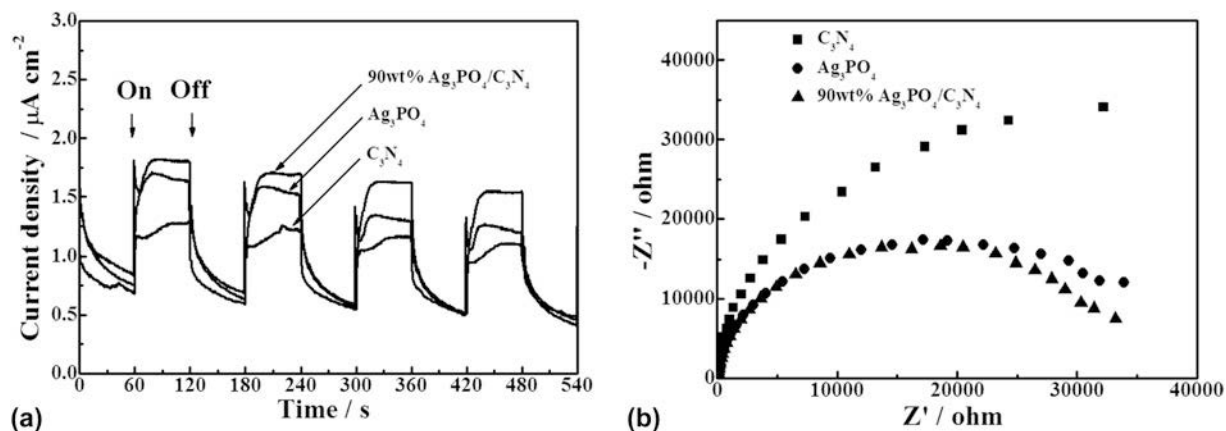 3.0
2.5
2.0
1.5
1.0
0.5
0.0
Current density / μA cm⁻²
On Off
90wt% Ag₃PO₄/C₃N₄
Ag₃PO₄
C₃N₄
0 60 120 180 240 300 360 420 480 540
Time / s
(a)
40000
30000
20000
10000
0
-Z'' / ohm
C₃N₄
Ag₃PO₄
90wt% Ag₃PO₄/C₃N₄
0 10000 20000 30000 40000
Z' / ohm
(b)